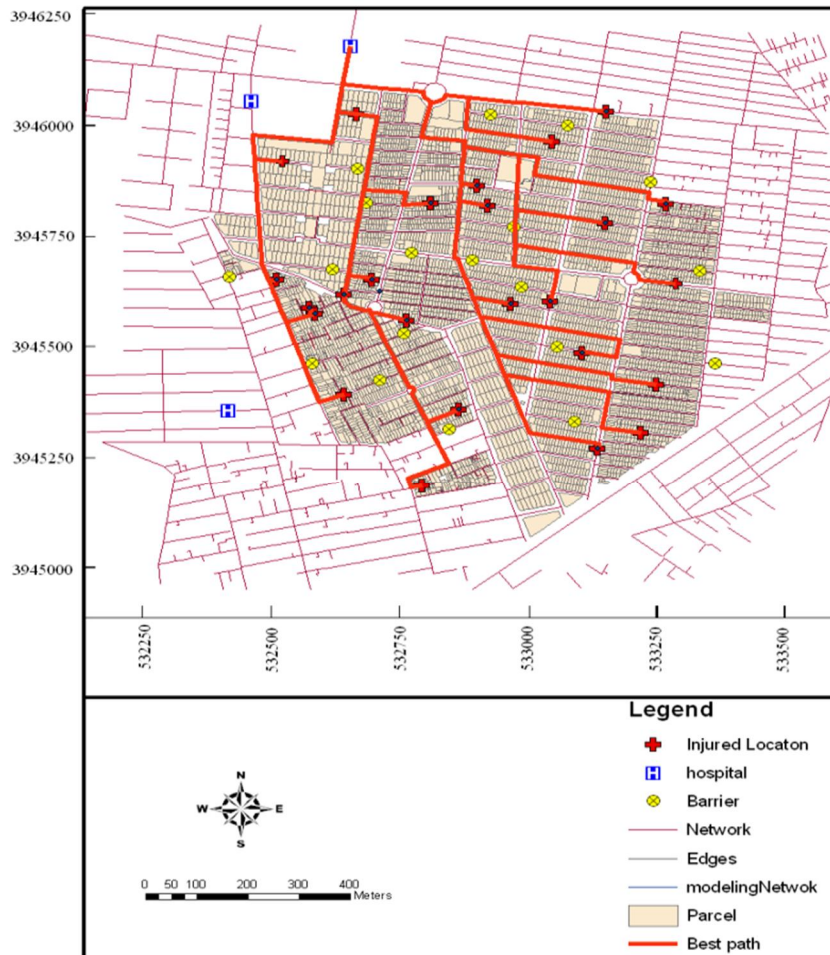 3946250
H
3946000
H
3945750
3945500
H
3945250
3945000
532250
532500
532750
533000
533250
533500
Legend
Injured Locaton
H hospital
Barrier
Network
Edges
modelingNetwok
Parcel
Best path
N
W E
S
0 50 100 200 300 400
Meters